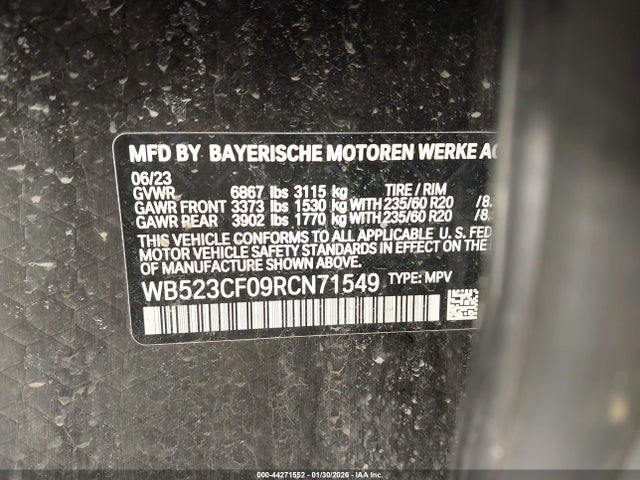 MFD BY BAYERISCHE MOTOREN WERKE AG
06/23
GVWR 6867 lbs 3115 kg TIRE / RIM
GAWR FRONT 3373 lbs 1530 kg WITH 235/60 R20 /8.
GAWR REAR 3902 lbs 1770 kg WITH 235/60 R20 /8.
THIS VEHICLE CONFORMS TO ALL APPLICABLE U. S. FED
MOTOR VEHICLE SAFETY STANDARDS IN EFFECT ON THE
OF MANUFACTURE SHOWN ABOVE.
WB523CF09RCN71549 TYPE: MPV
000-44271552 - 01/30/2026 - IAA Inc.